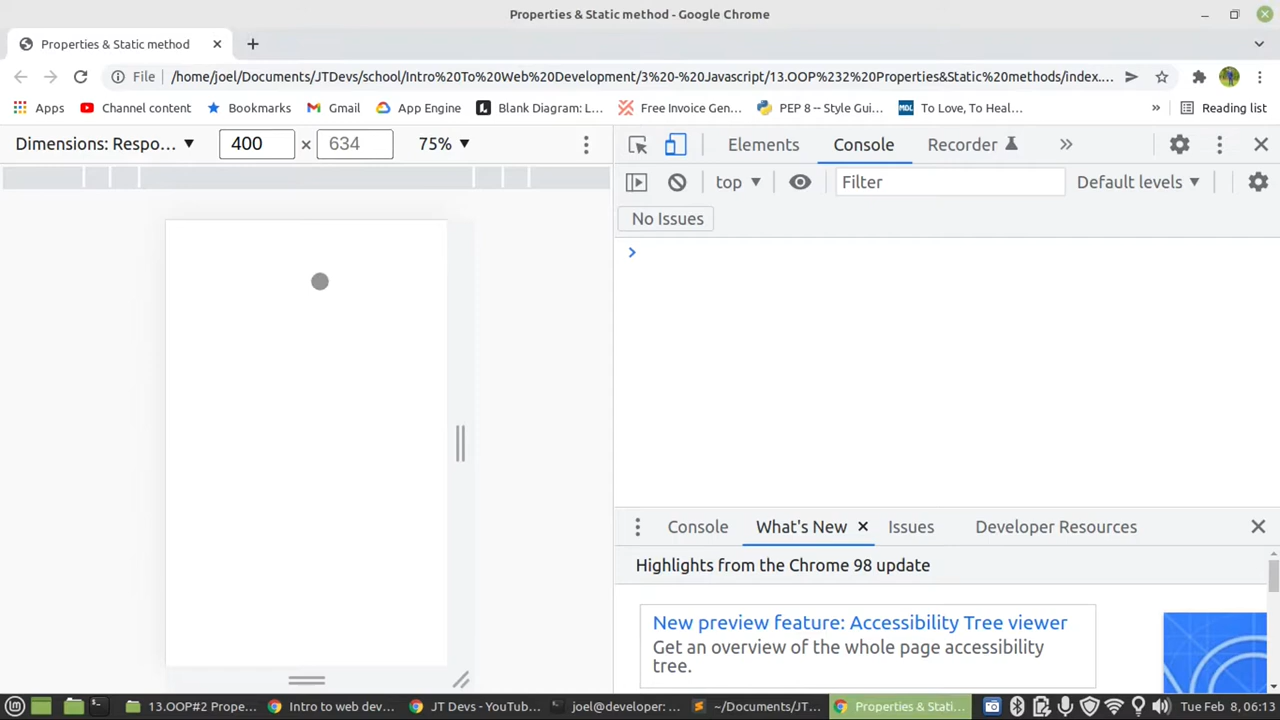 Properties & Static method - Google Chrome
Properties & Static method
File
/home/joel/Documents/JTDevs/school/Intro%20To%20Web%20Development/3%20-%20Javascript/13.OOP%232%20Properties&Static%20methods/index....
Apps
Channel content
Bookmarks
Gmail
App Engine
Blank Diagram: L...
Free Invoice Gen...
PEP 8 -- Style Gui...
MDL
To Love, To Heal...
»
Reading list
Dimensions: Respo...
400
×
634
75%
Elements
Console
Recorder
»
top
Filter
Default levels
No Issues
Console
What's New
Issues
Developer Resources
Highlights from the Chrome 98 update
New preview feature: Accessibility Tree viewer
Get an overview of the whole page accessibility
tree.
13.OOP#2 Prope...
Intro to web dev...
JT Devs - YouTub...
joel@developer: ...
~/Documents/JT...
Properties & Stati...
Tue Feb 8, 06:13